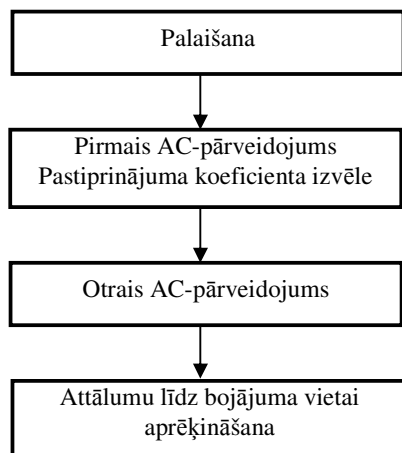 Palaišana
Pirmais AC-pārveidojums
Pastiprinājuma koeficienta izvēle
Otrais AC-pārveidojums
Attālumu līdz bojājuma vietai
aprēķināšana